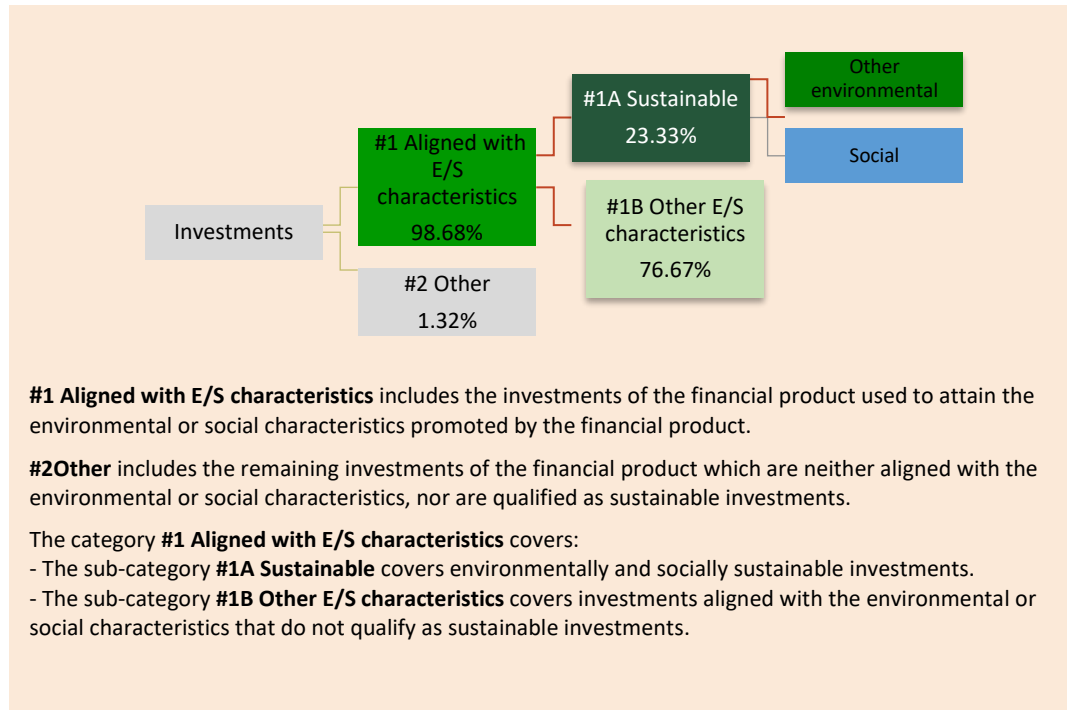 Investments
#1 Aligned with
E/S
characteristics
98.68%
#2 Other
1.32%
#1A Sustainable
23.33%
#1B Other E/S
characteristics
76.67%
Other
environmental
Social
#1 Aligned with E/S characteristics includes the investments of the financial product used to attain the
environmental or social characteristics promoted by the financial product.
#2Other includes the remaining investments of the financial product which are neither aligned with the
environmental or social characteristics, nor are qualified as sustainable investments.
The category #1 Aligned with E/S characteristics covers:
- The sub-category #1A Sustainable covers environmentally and socially sustainable investments.
- The sub-category #1B Other E/S characteristics covers investments aligned with the environmental or
social characteristics that do not qualify as sustainable investments.